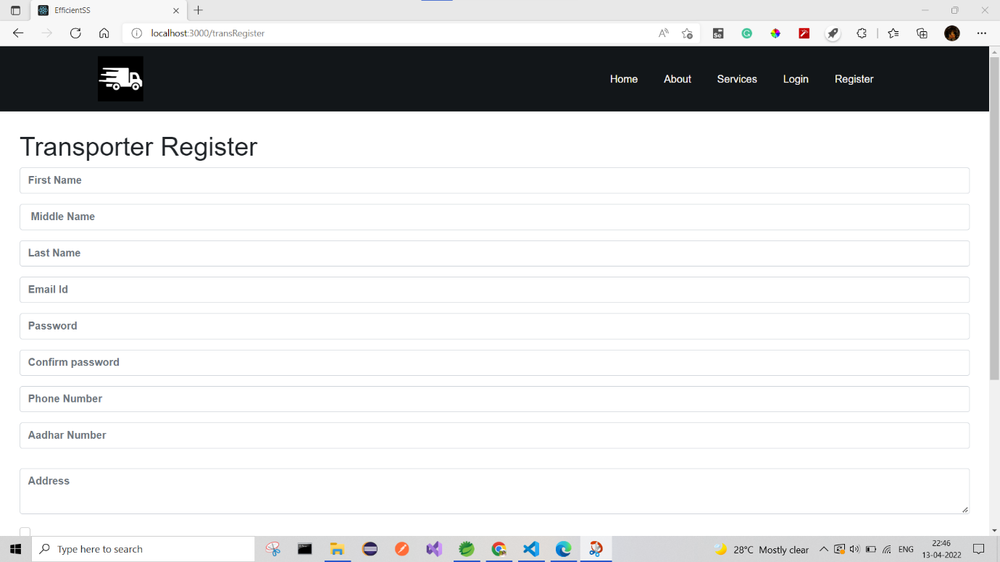 EfficientSS
localhost:3000/transRegister
Home About Services Login Register
Transporter Register
First Name
Middle Name
Last Name
Email Id
Password
Confirm password
Phone Number
Aadhar Number
Address
Type here to search
28°C Mostly clear
ENG
22:46
13-04-2022